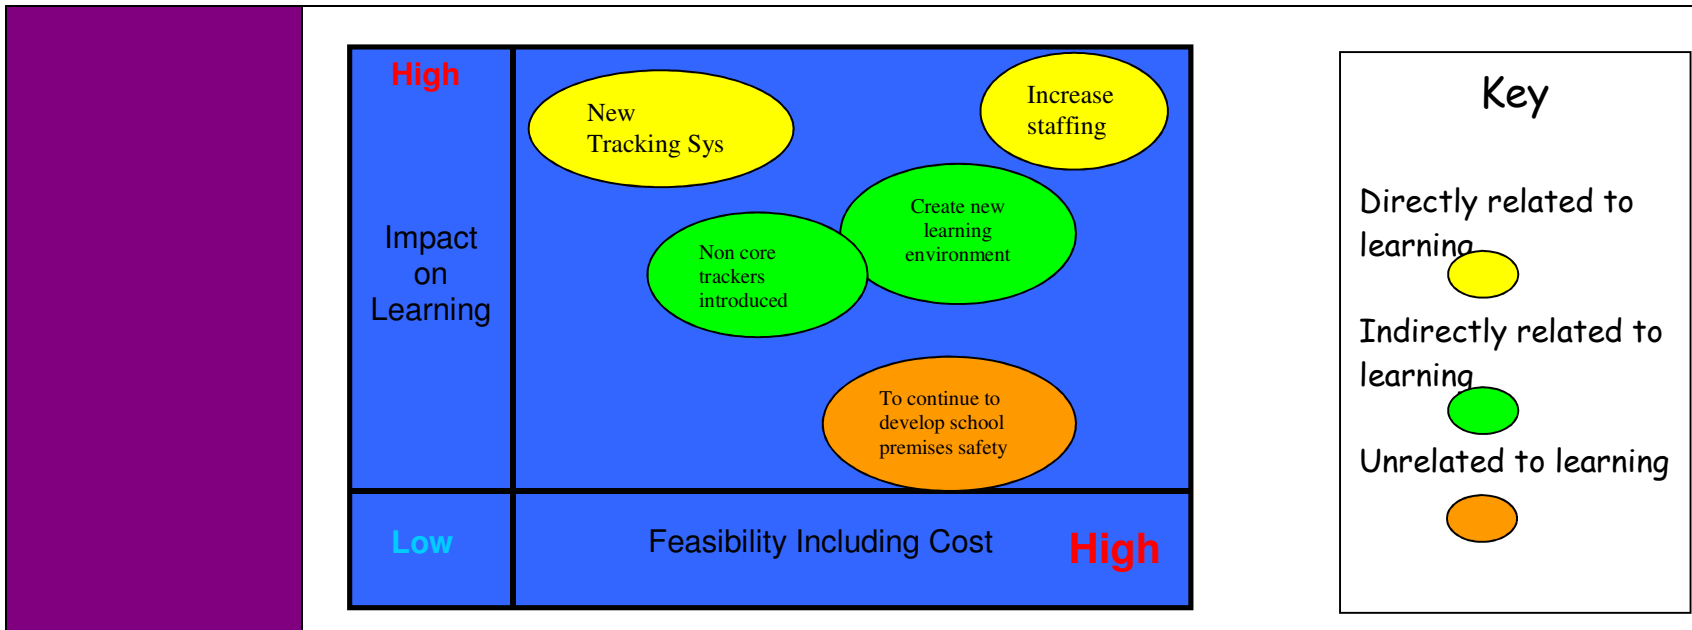 High
Impact
on
Learning
New
Tracking Sys
Increase
staffing
Create new
learning
environment
Non core
trackers
introduced
To continue to
develop school
premises safety
Low
Feasibility Including Cost
High
Key
Directly related to
learning
Indirectly related to
learning
Unrelated to learning